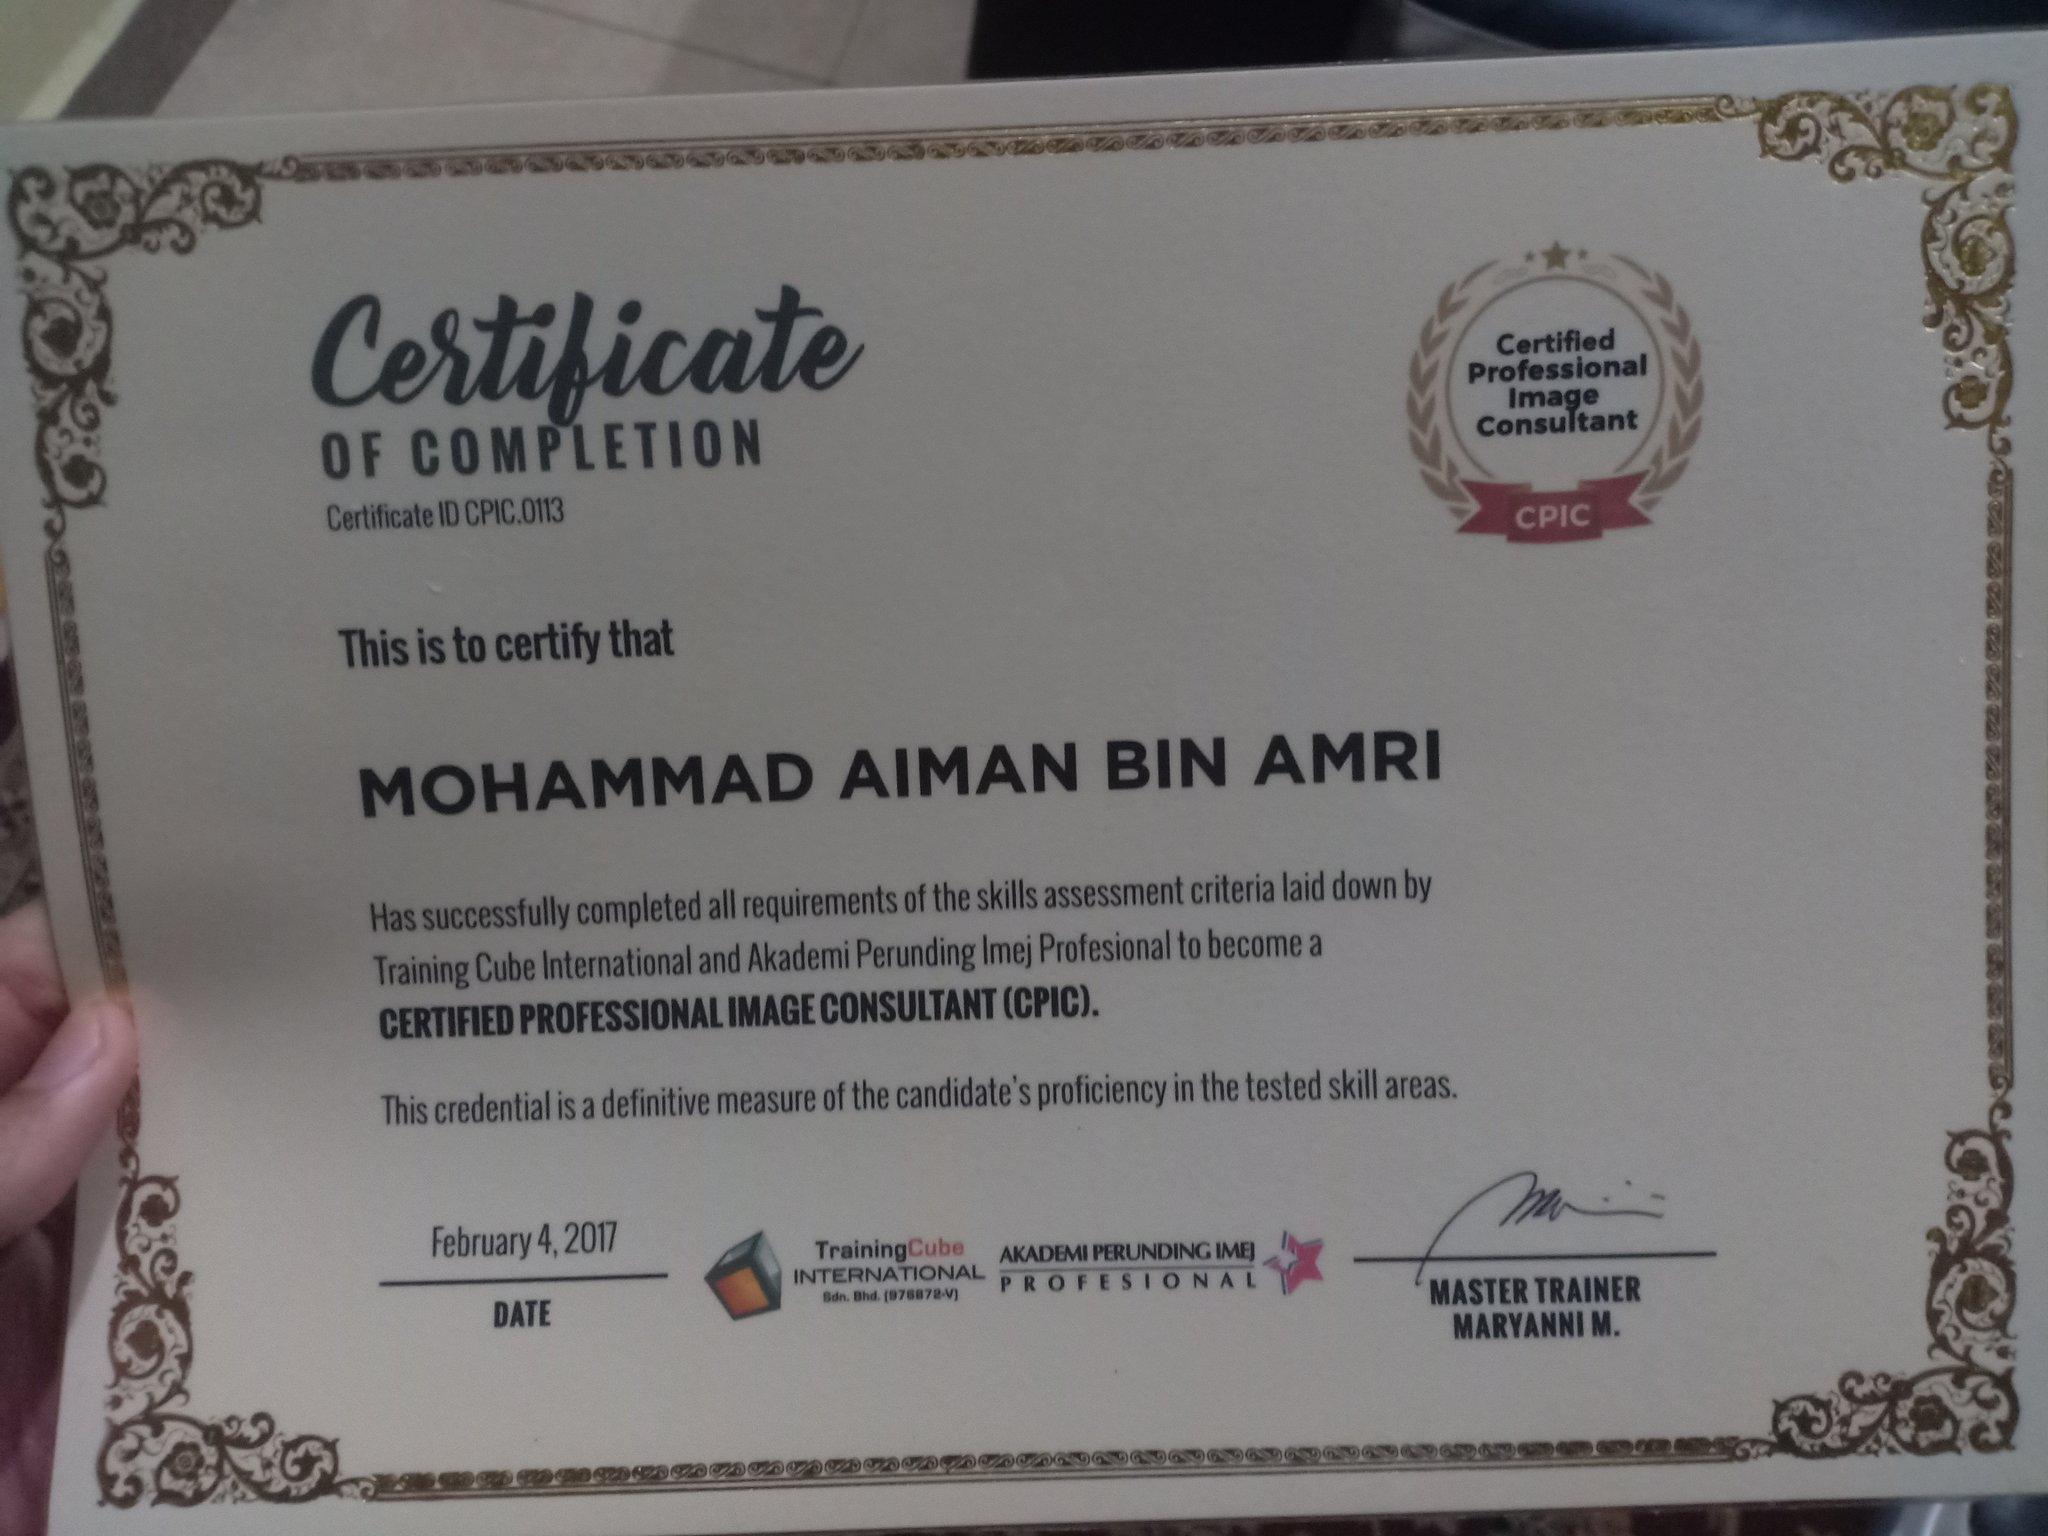 Certificate
OF COMPLETION
Certificate ID CPIC.0113
Certified
Professional
Image
Consultant
CPIC
This is to certify that
MOHAMMAD AIMAN BIN AMRI
Has successfully completed all requirements of the skills assessment criteria laid down by
Training Cube International and Akademi Perunding Imej Profesional to become a
CERTIFIED PROFESSIONAL IMAGE CONSULTANT (CPIC).
This credential is a definitive measure of the candidate's proficiency in the tested skill areas.
February 4, 2017
DATE
TrainingCube
INTERNATIONAL
Sdn. Bhd. (976872-V)
AKADEMI PERUNDING IMEJ
PROFESIONAL
MASTER TRAINER
MARYANNI M.